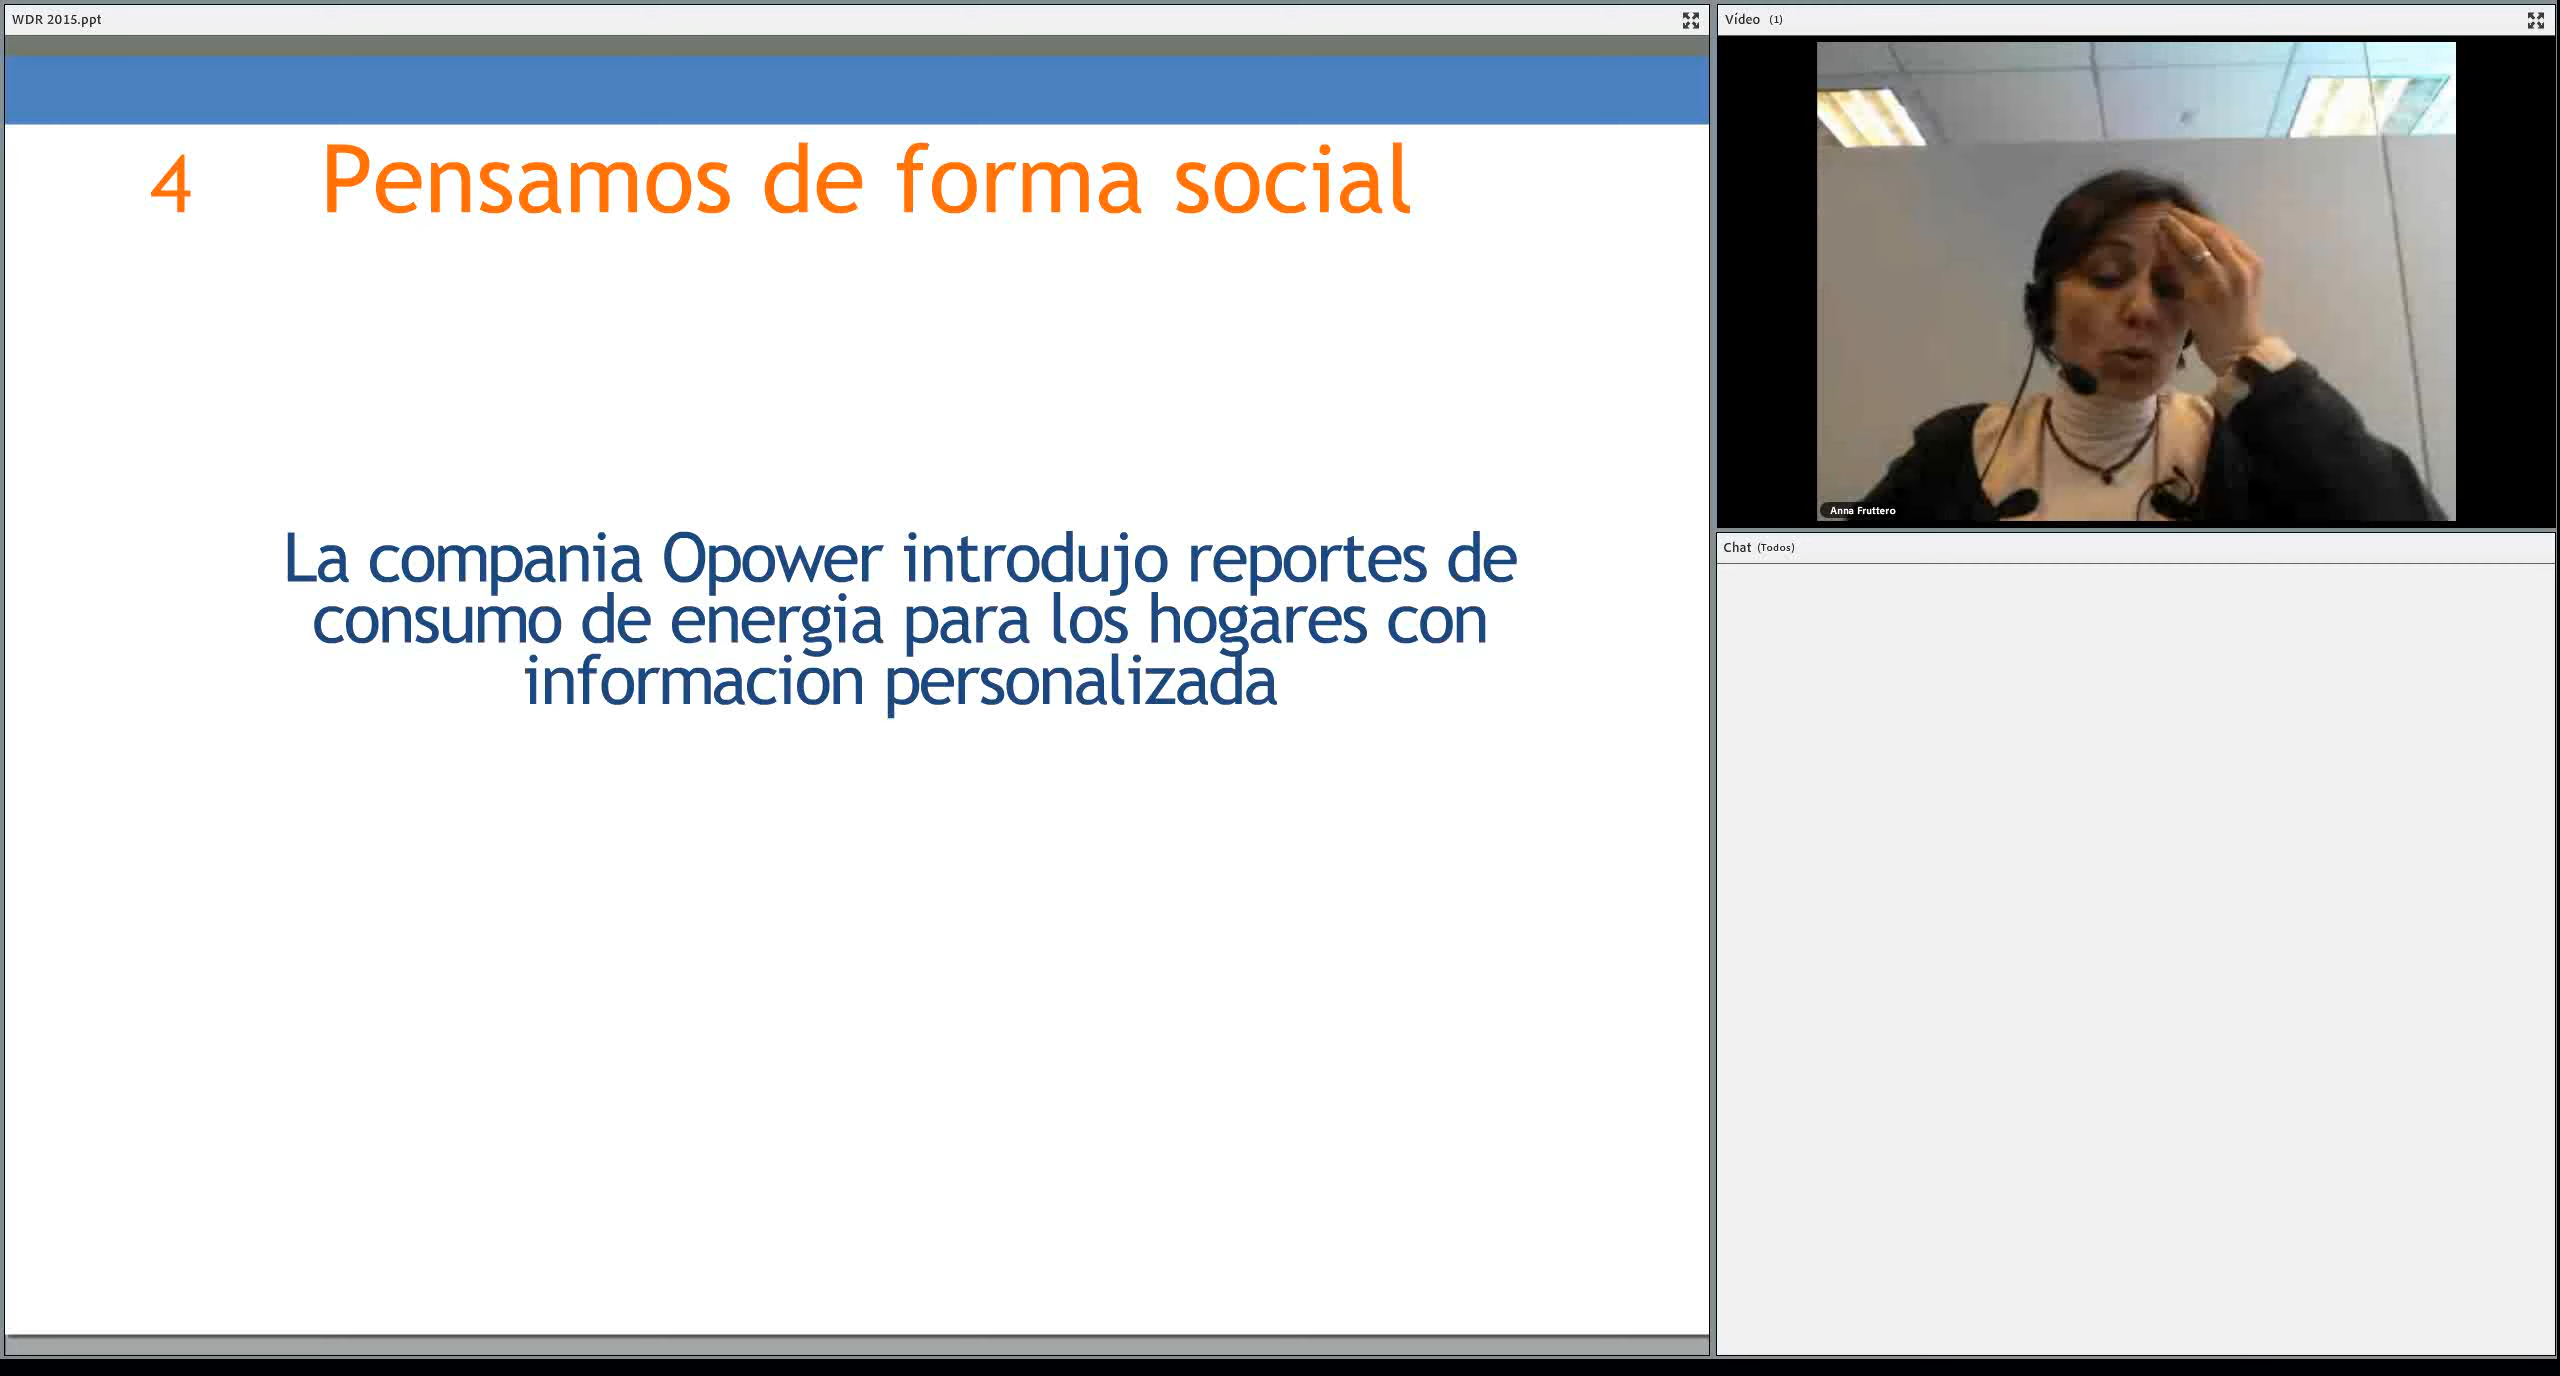 WDR 2015.ppt
4 Pensamos de forma social
La compania Opower introdujo reportes de
consumo de energia para los hogares con
informacion personalizada
Vídeo (1)
Anna Fruttero
Chat (Todos)